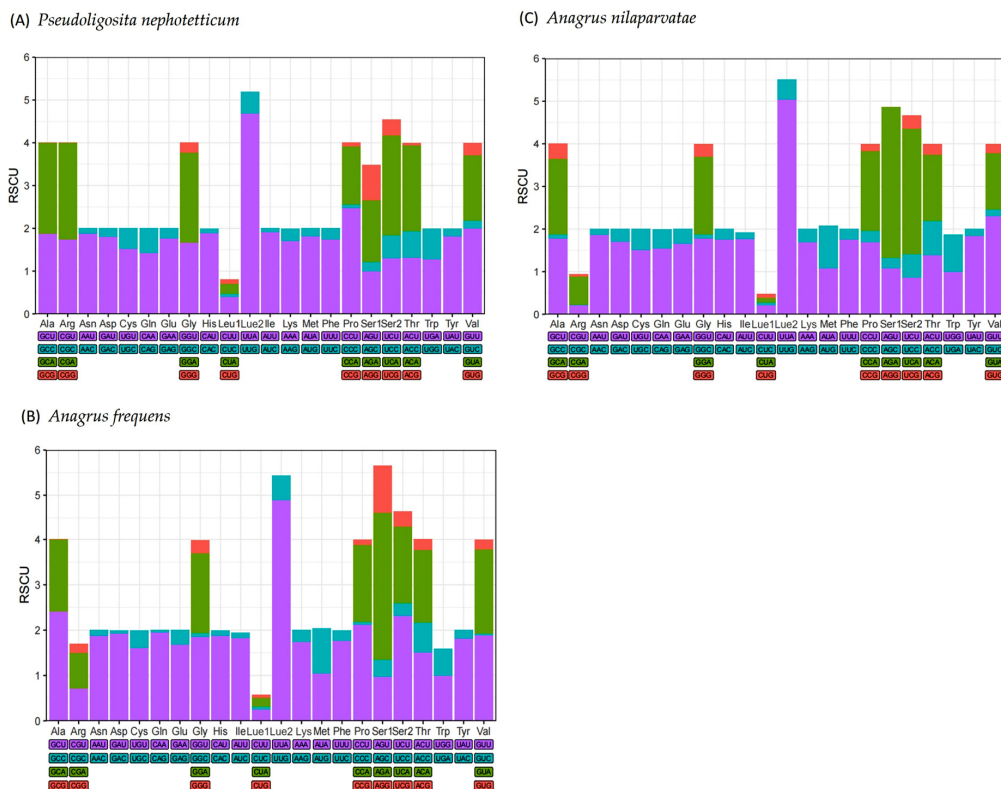 (A) Pseudoligosita nephotetticum
6
5
4
3
2
1
0
RSCU
Ala Arg Asn Asp Cys Gln Glu Gly His Leu1 Lue2 Ile Lys Met Phe Pro Ser1 Ser2 Thr Trp Tyr Val
GCU CGU AAU GAU UGU CAA GAA GGU CAU CUU UUA AUU AAA AUA UUU CCU AGU UCU ACU UGA UAU GUU
GCC CGC AAC GAC UGC CAG GAG GGC CAC CUC UUG AUC AAG AUG UUC CCC AGC UCC ACC UGG UAC GUC
GCA CGA GGA CUA CCA AGA UCA ACA GUA
GCG CGG GGG CUG CCG AGG UCG ACG GUG
(C) Anagrus nilaparvatae
6
5
4
3
2
1
0
RSCU
Ala Arg Asn Asp Cys Gln Glu Gly His Ile Lue1 Lue2 Lys Met Phe Pro Ser1 Ser2 Thr Trp Tyr Val
GCU CGU AAU GAU UGU CAA GAA GGU CAU AUU CUU UUA AAA AUA UUU CCU AGU UCU ACU UGG UAU GUU
GCC CGC AAC GAC UGC CAG GAG GGC CAC AUC CUC UUG AAG AUG UUC CCC AGC UCC ACC UGA UAC GUC
GCA CGA GGA CUA CCA AGA UCA ACA GUA
GCG CGG GGG CUG CCG AGG UCG ACG
(B) Anagrus frequens
6
5
4
3
2
1
0
RSCU
Ala Arg Asn Asp Cys Gln Glu Gly His Ile Lue1 Lue2 Lys Met Phe Pro Ser1 Ser2 Thr Trp Tyr Val
GCU CGU AAU GAU UGU CAA GAA GGU CAU AUU CUU UUA AAA AUA UUU CCU AGU UCU ACU UGG UAU GUU
GCC CGC AAC GAC UGC CAG GAG GGC CAC AUC CUC UUG AAG AUG UUC CCC AGC UCC ACC UGA UAC GUC
GCA CGA GGA CUA CCA AGA UCA ACA GUA
GCG CGG GGG CUG CCG AGG UCG ACG GUG